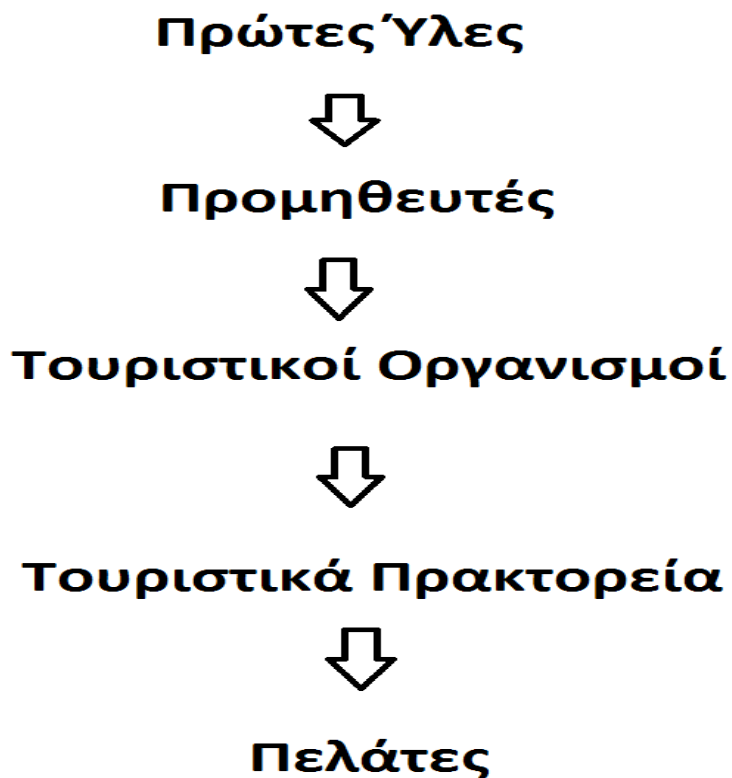 Πρώτες Ύλες
Προμηθευτές
Τουριστικοί Οργανισμοί
Τουριστικά Πρακτορεία
Πελάτες